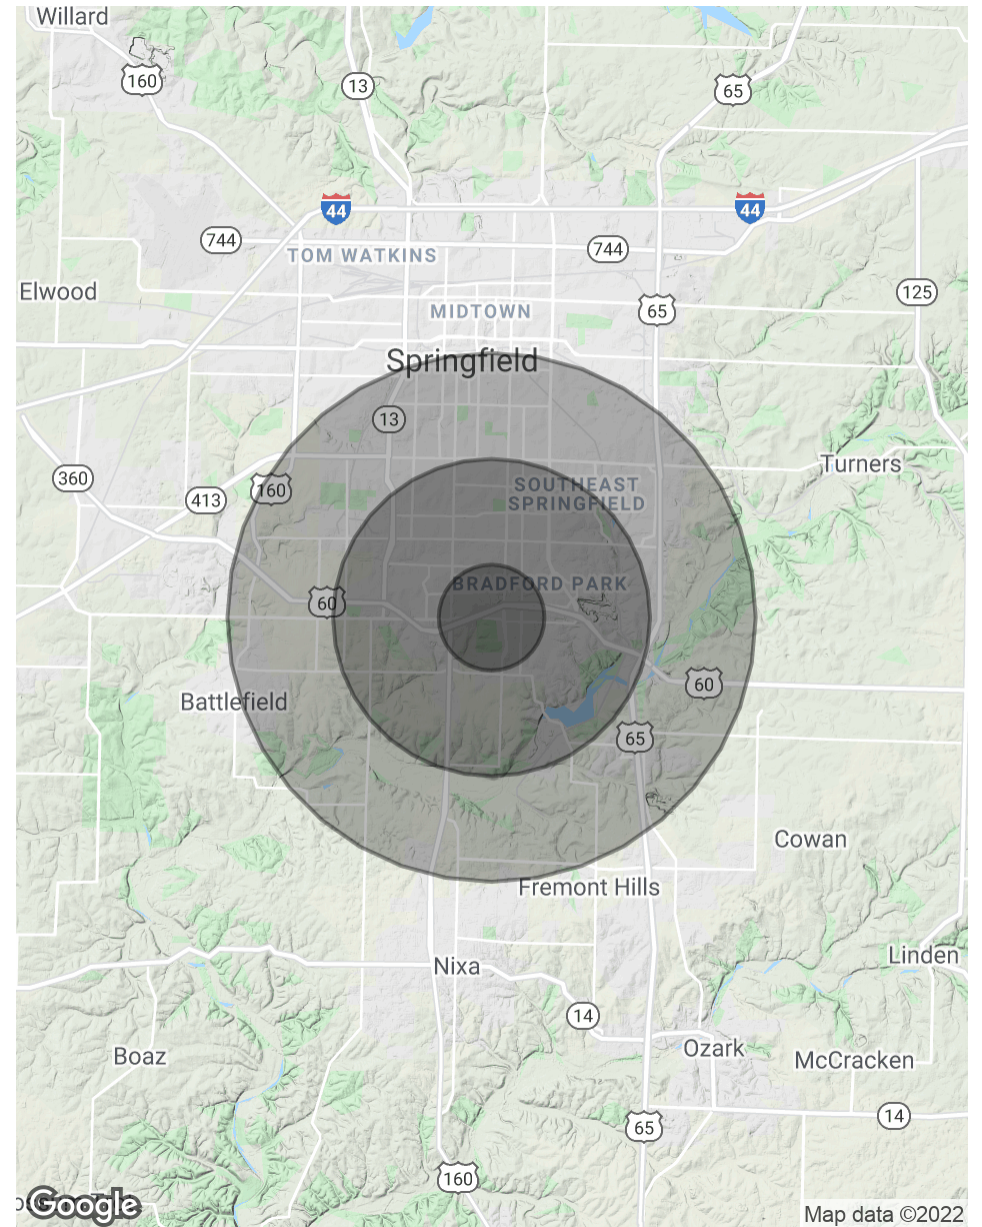 Willard
160
13
65
44
44
744
TOM WATKINS
744
Elwood
125
MIDTOWN
65
Springfield
13
Turners
360
160
413
SOUTHEAST
SPRINGFIELD
BRADFORD PARK
60
60
Battlefield
65
Cowan
Fremont Hills
Linden
Nixa
14
Boaz
Ozark
McCracken
14
65
160
Google
Map data ©2022